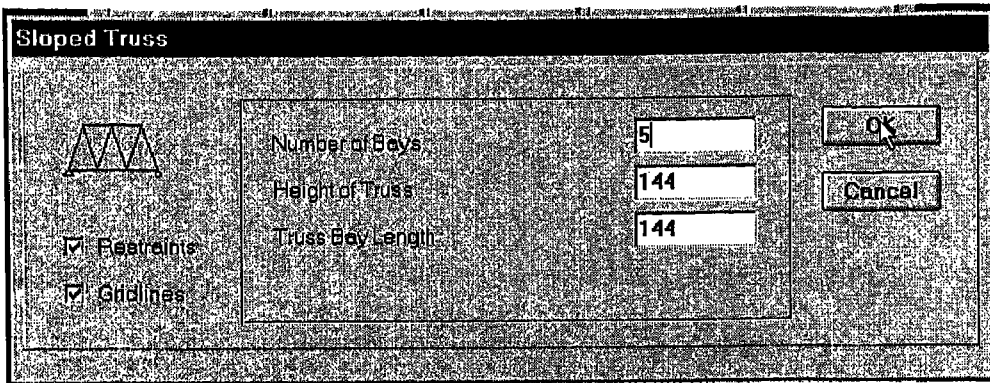 Sloped Truss
Number of Bays 5
Height of Truss 144
Truss Bay Length 144
Restraints
Gridlines
OK
Cancel